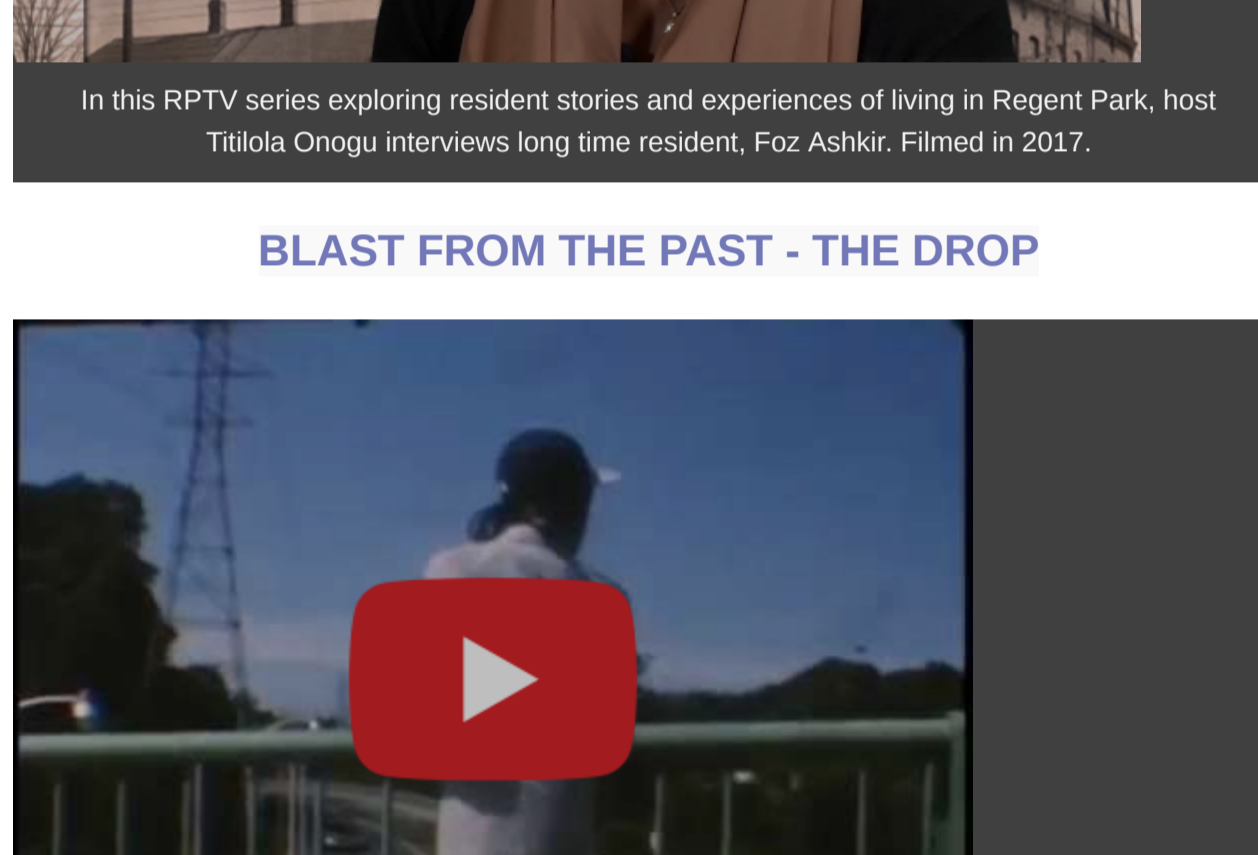 In this RPTV series exploring resident stories and experiences of living in Regent Park, host
Titilola Onogu interviews long time resident, Foz Ashkir. Filmed in 2017.
BLAST FROM THE PAST - THE DROP